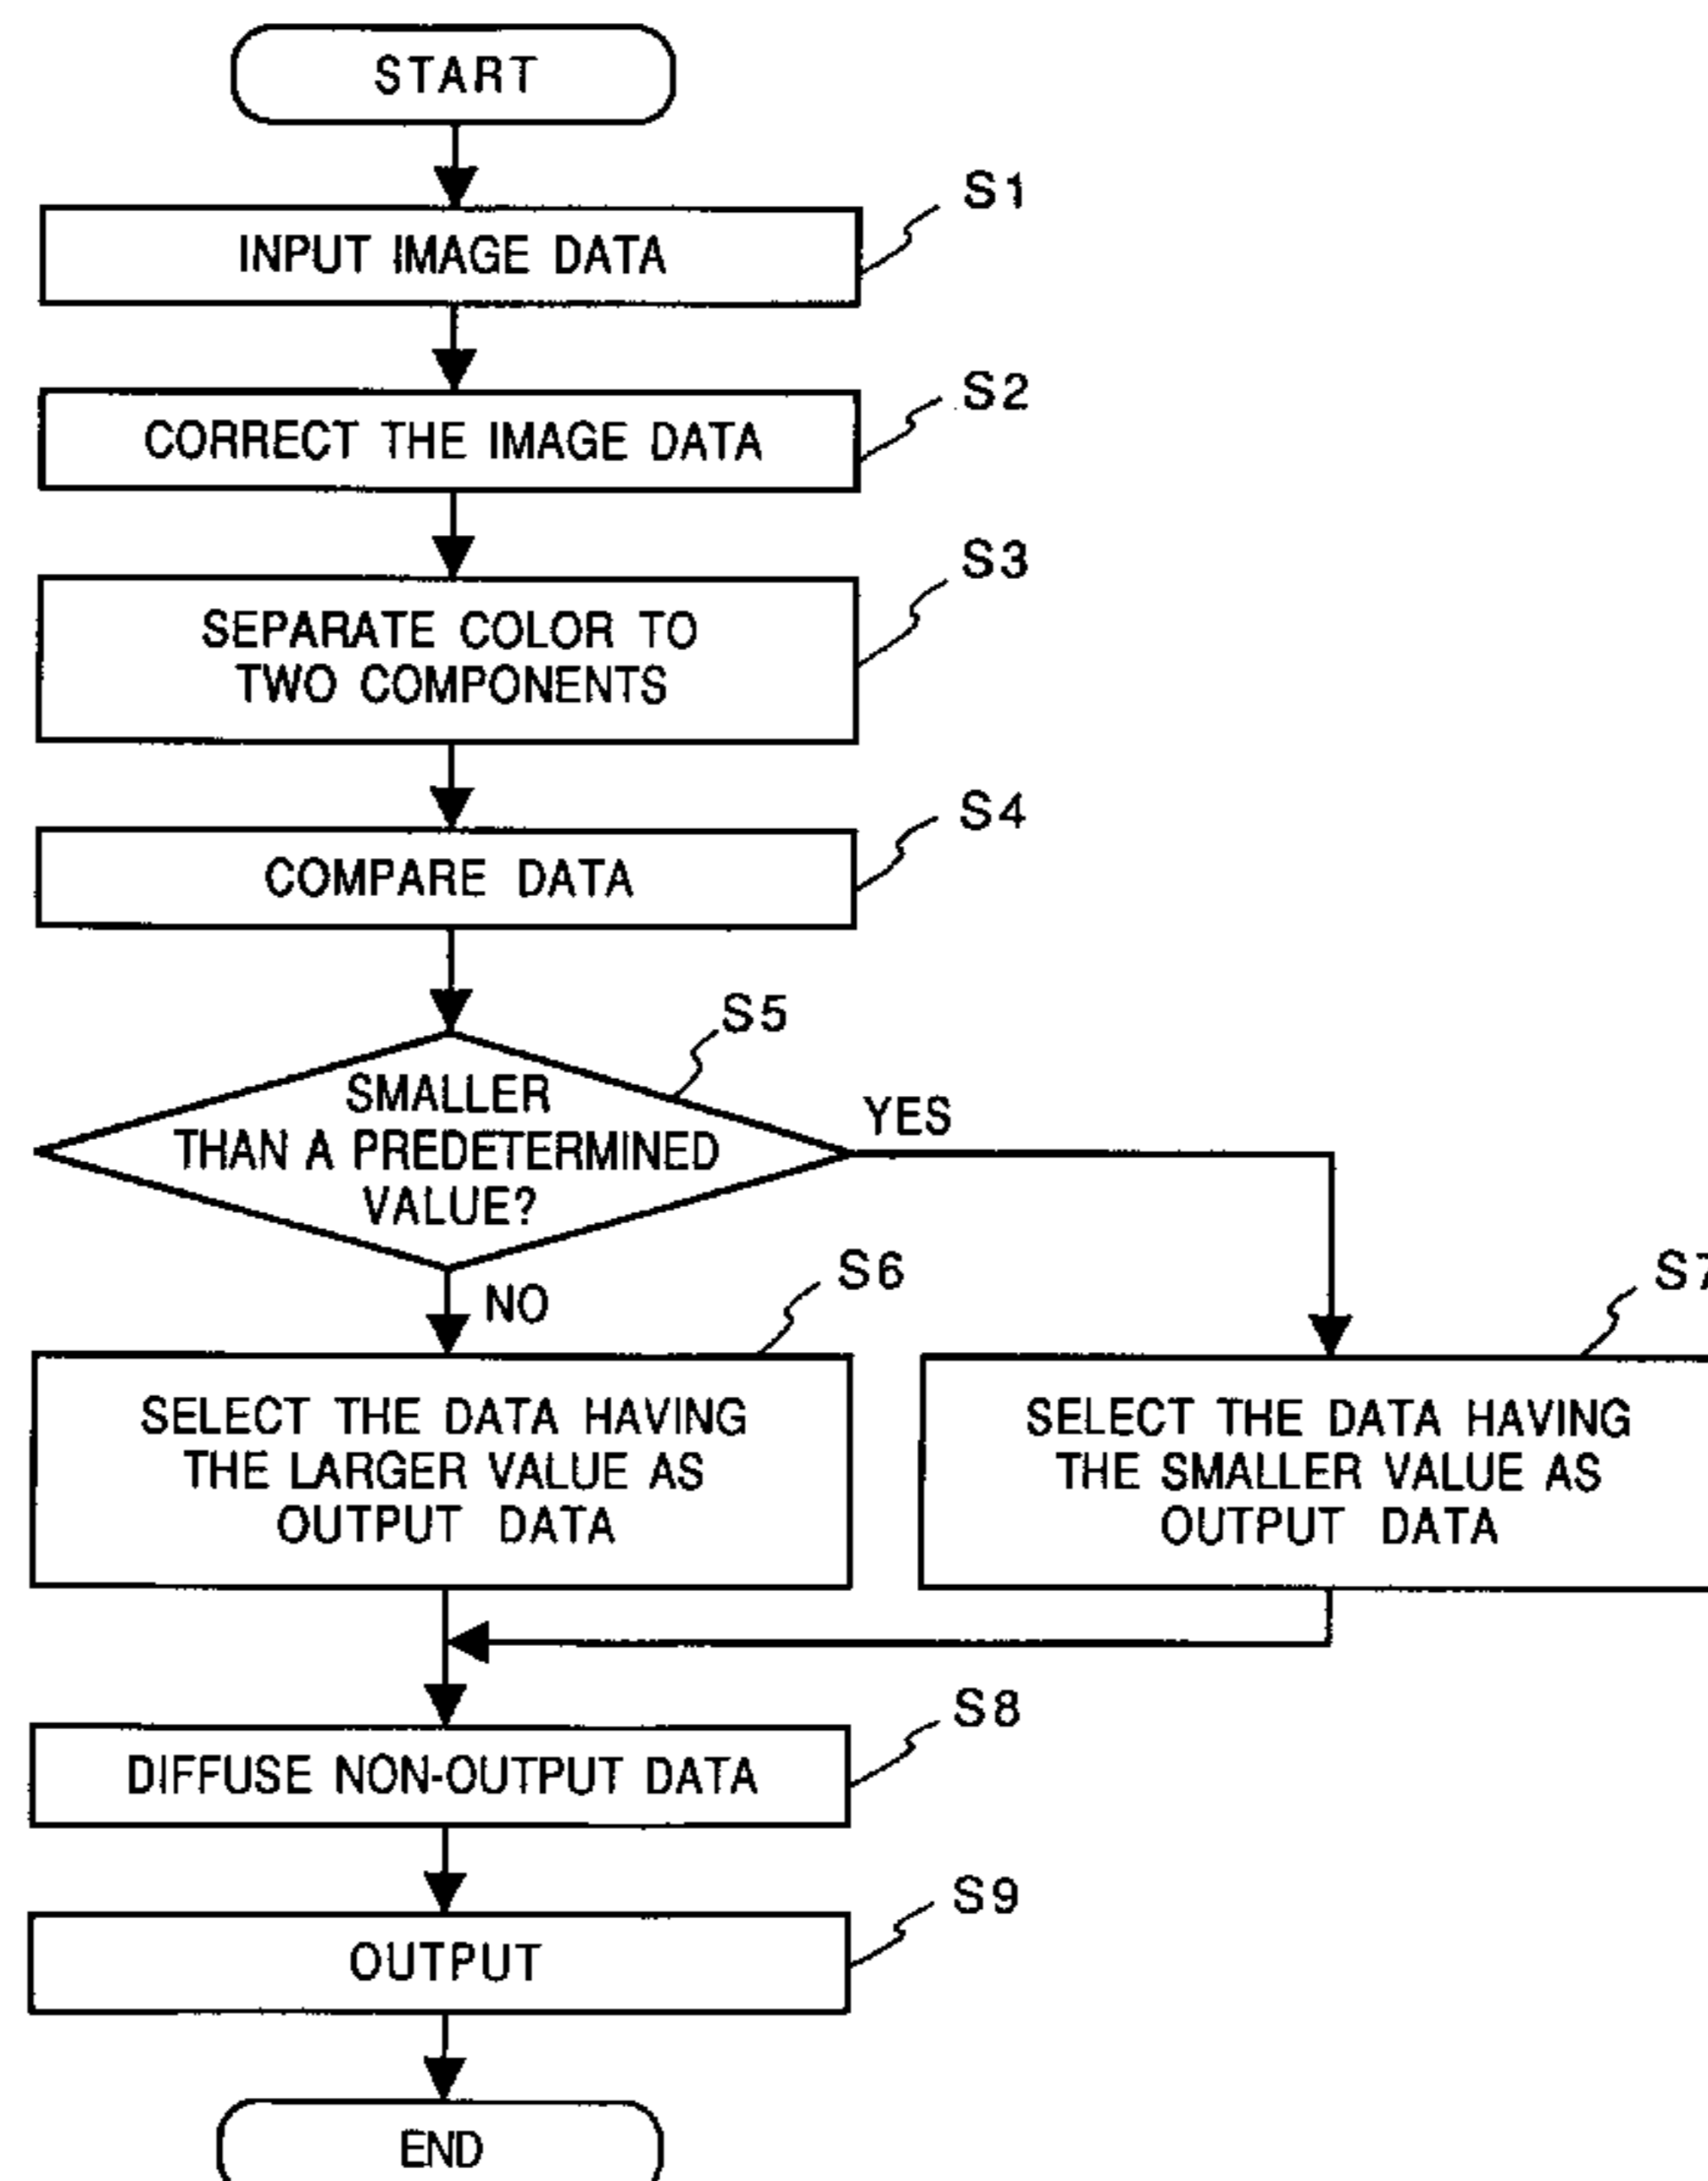 START
S1
INPUT IMAGE DATA
S2
CORRECT THE IMAGE DATA
S3
SEPARATE COLOR TO
TWO COMPONENTS
S4
COMPARE DATA
S5
SMALLER
THAN A PREDETERMINED
VALUE?
YES
NO
S6
SELECT THE DATA HAVING
THE LARGER VALUE AS
OUTPUT DATA
S7
SELECT THE DATA HAVING
THE SMALLER VALUE AS
OUTPUT DATA
S8
DIFFUSE NON-OUTPUT DATA
S9
OUTPUT
END